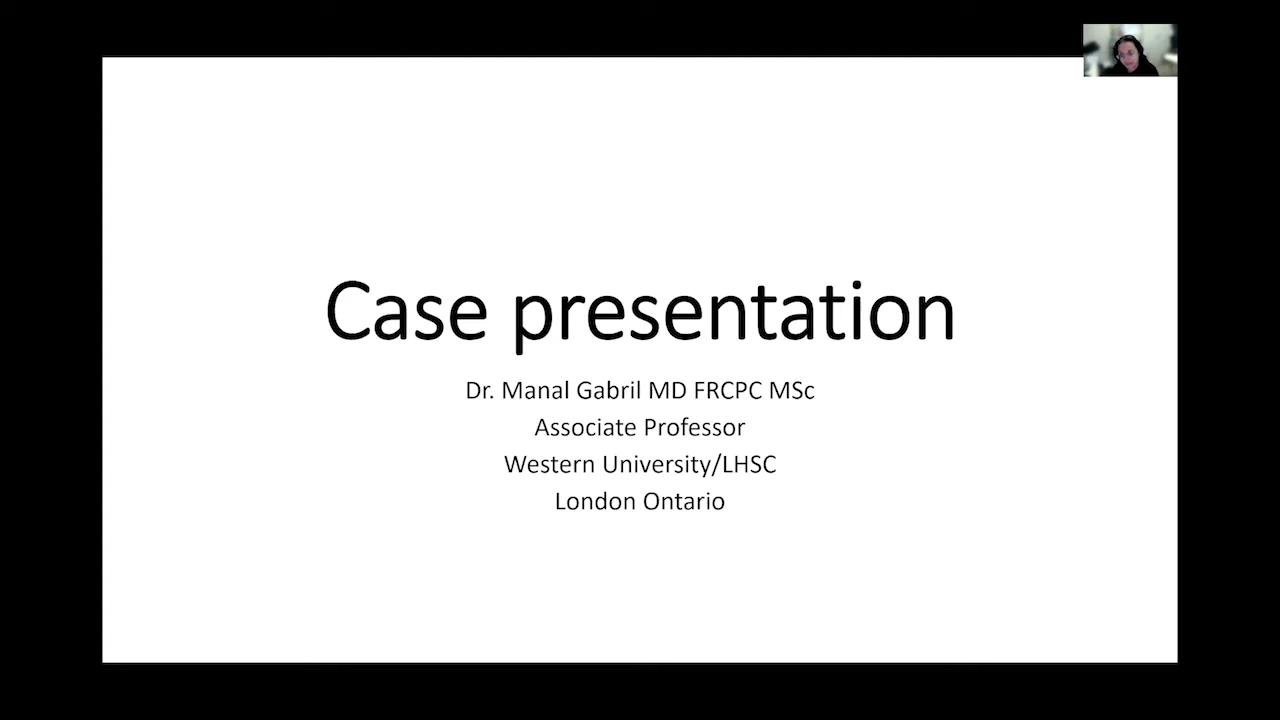 Case presentation
Dr. Manal Gabril MD FRCPC MSc
Associate Professor
Western University/LHSC
London Ontario